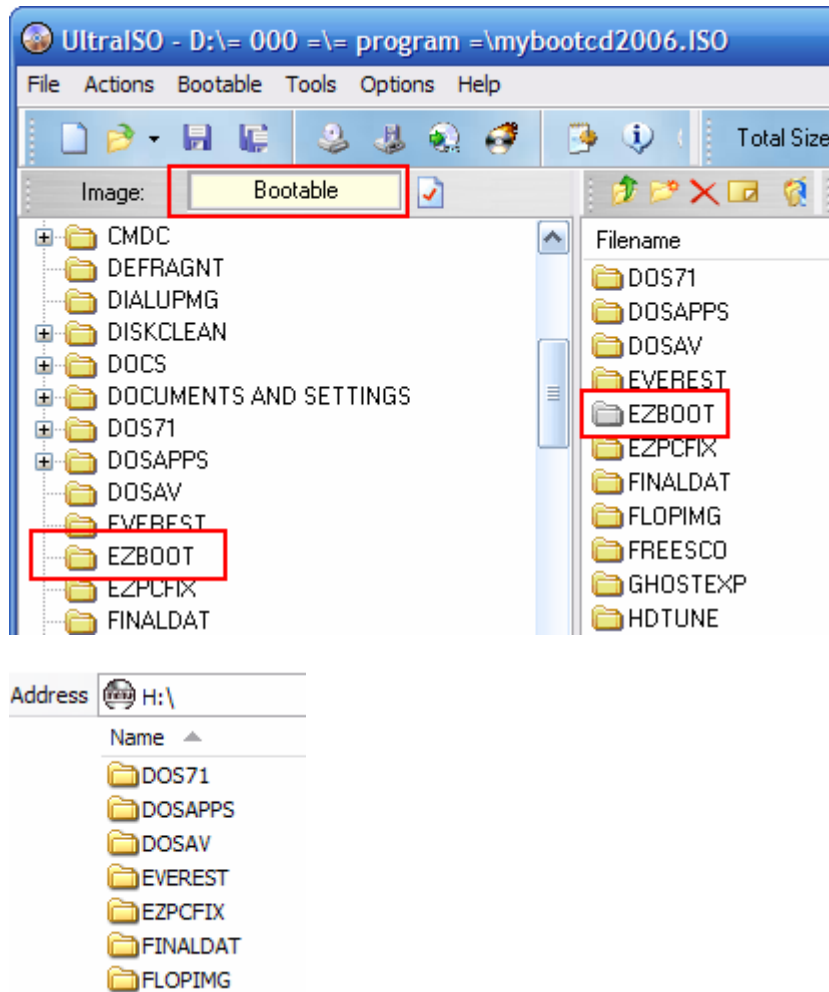 UltraISO - D:\= 000 =\= program =\mybootcd2006.ISO
File Actions Bootable Tools Options Help
Total Size
Image: Bootable
CMDC
DEFRAGNT
DIALUPMG
DISKCLEAN
DOCS
DOCUMENTS AND SETTINGS
DOS71
DOSAPPS
DOSAV
EVEREST
EZBOOT
EZPCFIX
FINALDAT
Filename
DOS71
DOSAPPS
DOSAV
EVEREST
EZBOOT
EZPCFIX
FINALDAT
FLOPIMG
FREESCO
GHOSTEXP
HDTUNE
Address H:\
Name
DOS71
DOSAPPS
DOSAV
EVEREST
EZPCFIX
FINALDAT
FLOPIMG